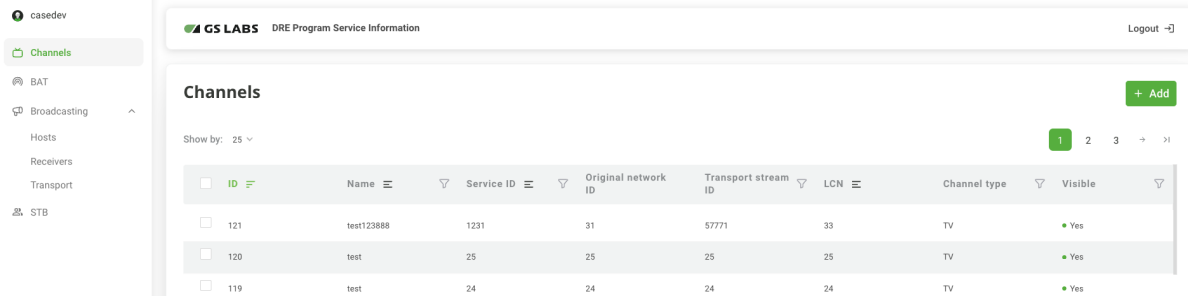 casedev
Channels
BAT
Broadcasting
Hosts
Receivers
Transport
STB
GS LABS DRE Program Service Information
Logout
Channels
+ Add
Show by: 25
1 2 3
ID Name Service ID Original network ID Transport stream ID LCN Channel type Visible
121 test123888 1231 31 57771 33 TV Yes
120 test 25 25 25 25 TV Yes
119 test 24 24 24 24 TV Yes